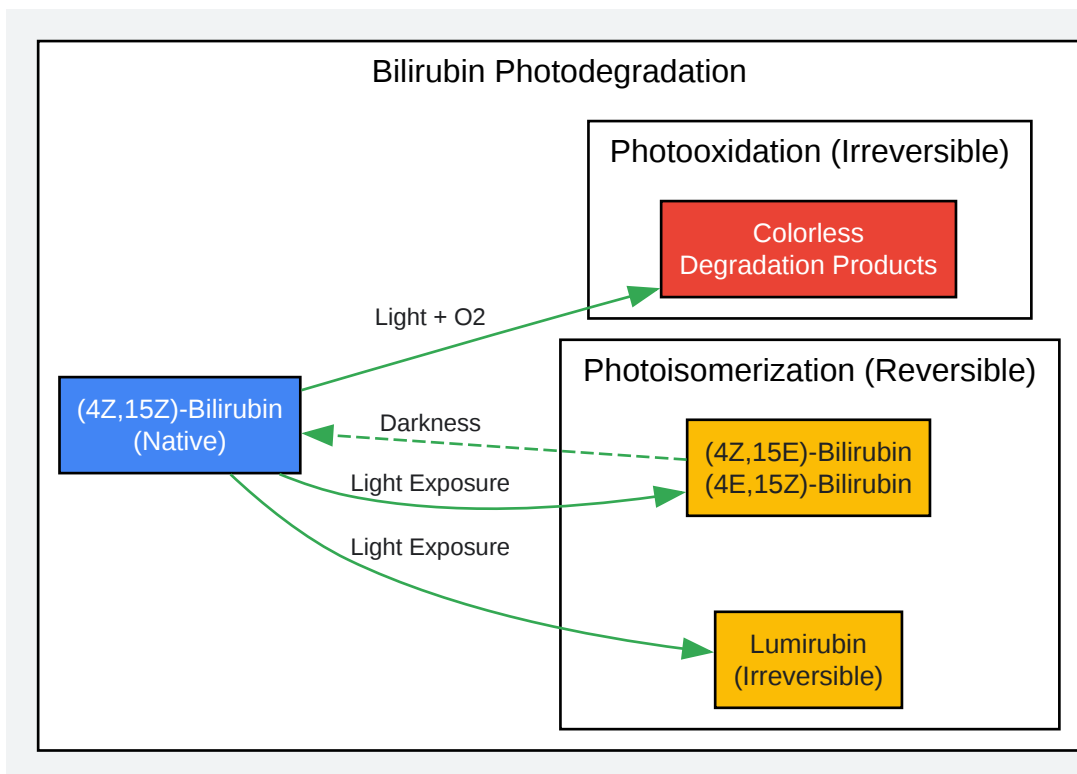 Bilirubin Photodegradation
Photooxidation (Irreversible)
Colorless
Degradation Products
Light + O2
(4Z,15Z)-Bilirubin
(Native)
Photoisomerization (Reversible)
Darkness
(4Z,15E)-Bilirubin
(4E,15Z)-Bilirubin
Light Exposure
Light Exposure
Lumirubin
(Irreversible)